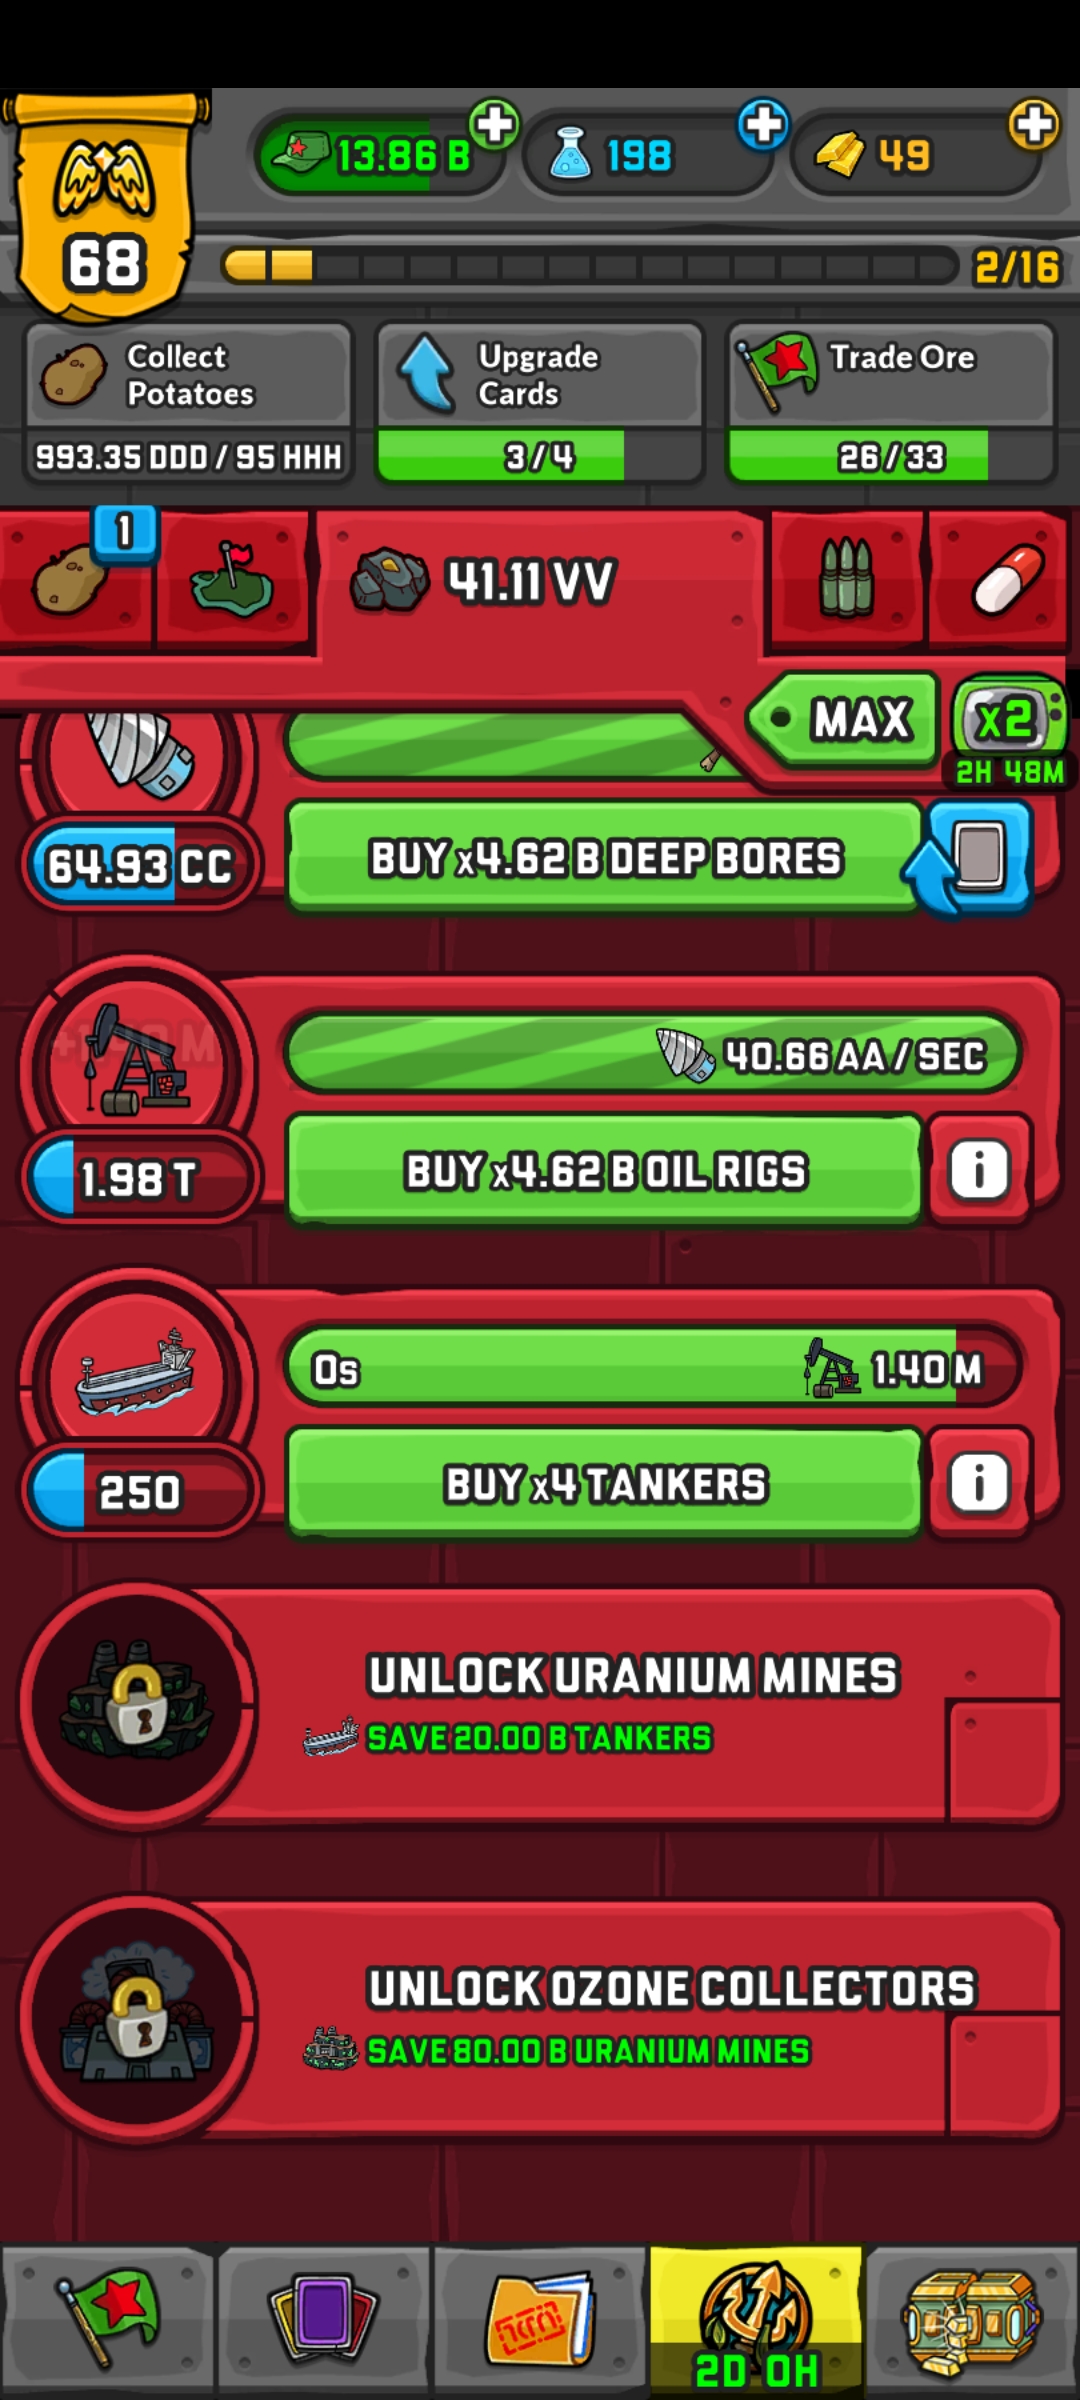 13.86 B
198
49
68
2/16
Collect
Potatoes
993.35 DDD / 95 HHH
Upgrade
Cards
3/4
Trade Ore
26/33
1
41.11 VV
MAX
x2
2H 48M
64.93 CC
BUY x4.62 B DEEP BORES
+1.40 M
40.66 AA / SEC
1.98 T
BUY x4.62 B OIL RIGS
i
0s
1.40 M
250
BUY x4 TANKERS
i
UNLOCK URANIUM MINES
SAVE 20.00 B TANKERS
UNLOCK OZONE COLLECTORS
SAVE 80.00 B URANIUM MINES
2D 0H